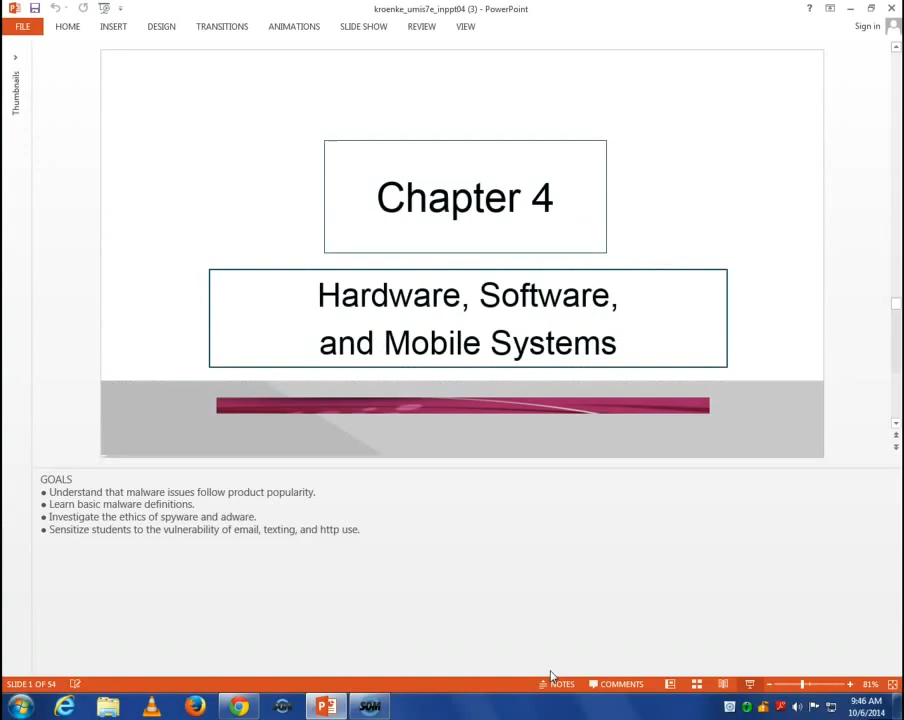 kroenke_umis7e_inppt04 (3) - PowerPoint
FILE HOME INSERT DESIGN TRANSITIONS ANIMATIONS SLIDE SHOW REVIEW VIEW Sign in
Thumbnails
Chapter 4
Hardware, Software,
and Mobile Systems
GOALS
● Understand that malware issues follow product popularity.
● Learn basic malware definitions.
● Investigate the ethics of spyware and adware.
● Sensitize students to the vulnerability of email, texting, and http use.
SLIDE 1 OF 54 NOTES COMMENTS 81%
SOM
9:46 AM
10/6/2014